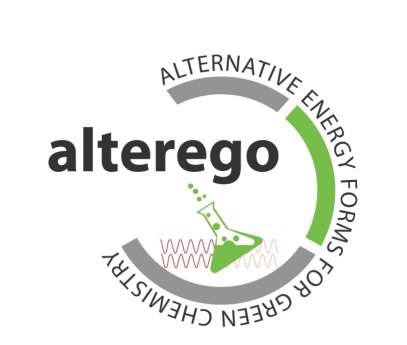 alterego
ALTERNATIVE ENERGY FORMS FOR GREEN CHEMISTRY